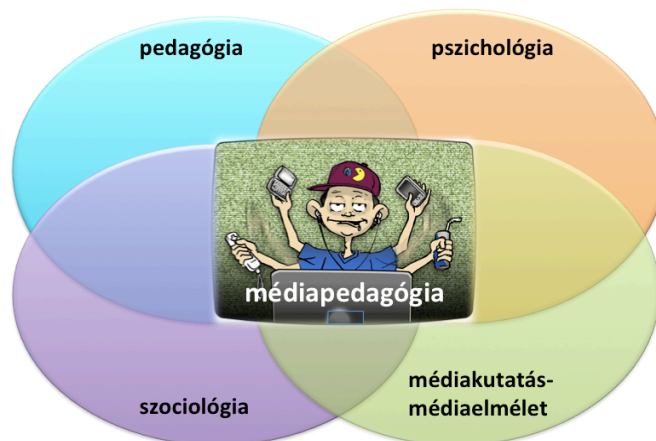 pedagógia
pszichológia
médiapedagógia
szociológia
médiakutatás-
médiaelmélet